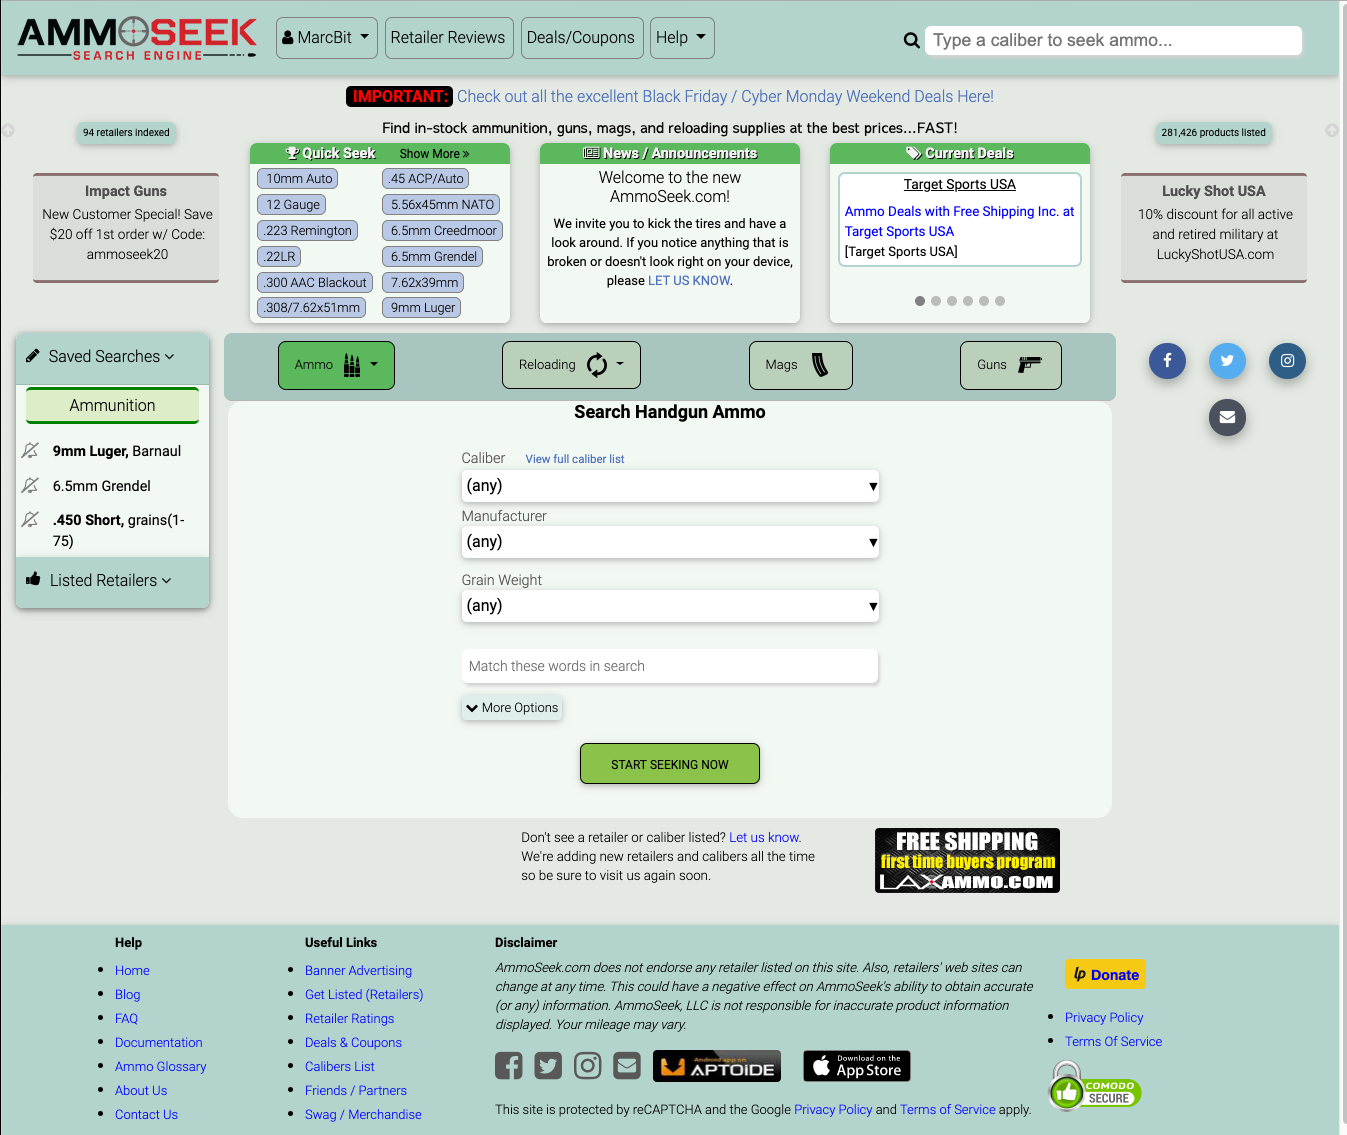 AMMOSEEK
SEARCH ENGINE
MarcBit
Retailer Reviews
Deals/Coupons
Help
Type a caliber to seek ammo...
IMPORTANT: Check out all the excellent Black Friday / Cyber Monday Weekend Deals Here!
94 retailers indexed
Find in-stock ammunition, guns, mags, and reloading supplies at the best prices...FAST!
281,426 products listed
Impact Guns
New Customer Special! Save
$20 off 1st order w/ Code:
ammoseek20
Quick Seek
Show More »
10mm Auto
.45 ACP/Auto
12 Gauge
5.56x45mm NATO
.223 Remington
6.5mm Creedmoor
.22LR
6.5mm Grendel
.300 AAC Blackout
7.62x39mm
.308/7.62x51mm
9mm Luger
News / Announcements
Welcome to the new
AmmoSeek.com!
We invite you to kick the tires and have a
look around. If you notice anything that is
broken or doesn't look right on your device,
please LET US KNOW.
Current Deals
Target Sports USA
Ammo Deals with Free Shipping Inc. at
Target Sports USA
[Target Sports USA]
Lucky Shot USA
10% discount for all active
and retired military at
LuckyShotUSA.com
Saved Searches
Ammunition
9mm Luger, Barnaul
6.5mm Grendel
.450 Short, grains(1-
75)
Listed Retailers
Ammo
Reloading
Mags
Guns
Search Handgun Ammo
Caliber
View full caliber list
(any)
Manufacturer
(any)
Grain Weight
(any)
Match these words in search
More Options
START SEEKING NOW
Don't see a retailer or caliber listed? Let us know.
We're adding new retailers and calibers all the time
so be sure to visit us again soon.
FREE SHIPPING
first time buyers program
LAXAMMO.COM
Help
Home
Blog
FAQ
Documentation
Ammo Glossary
About Us
Contact Us
Useful Links
Banner Advertising
Get Listed (Retailers)
Retailer Ratings
Deals & Coupons
Calibers List
Friends / Partners
Swag / Merchandise
Disclaimer
AmmoSeek.com does not endorse any retailer listed on this site. Also, retailers' web sites can
change at any time. This could have a negative effect on AmmoSeek's ability to obtain accurate
(or any) information. AmmoSeek, LLC is not responsible for inaccurate product information
displayed. Your mileage may vary.
Android app on
APTOIDE
Download on the
App Store
This site is protected by reCAPTCHA and the Google Privacy Policy and Terms of Service apply.
lp Donate
Privacy Policy
Terms Of Service
COMODO
SECURE